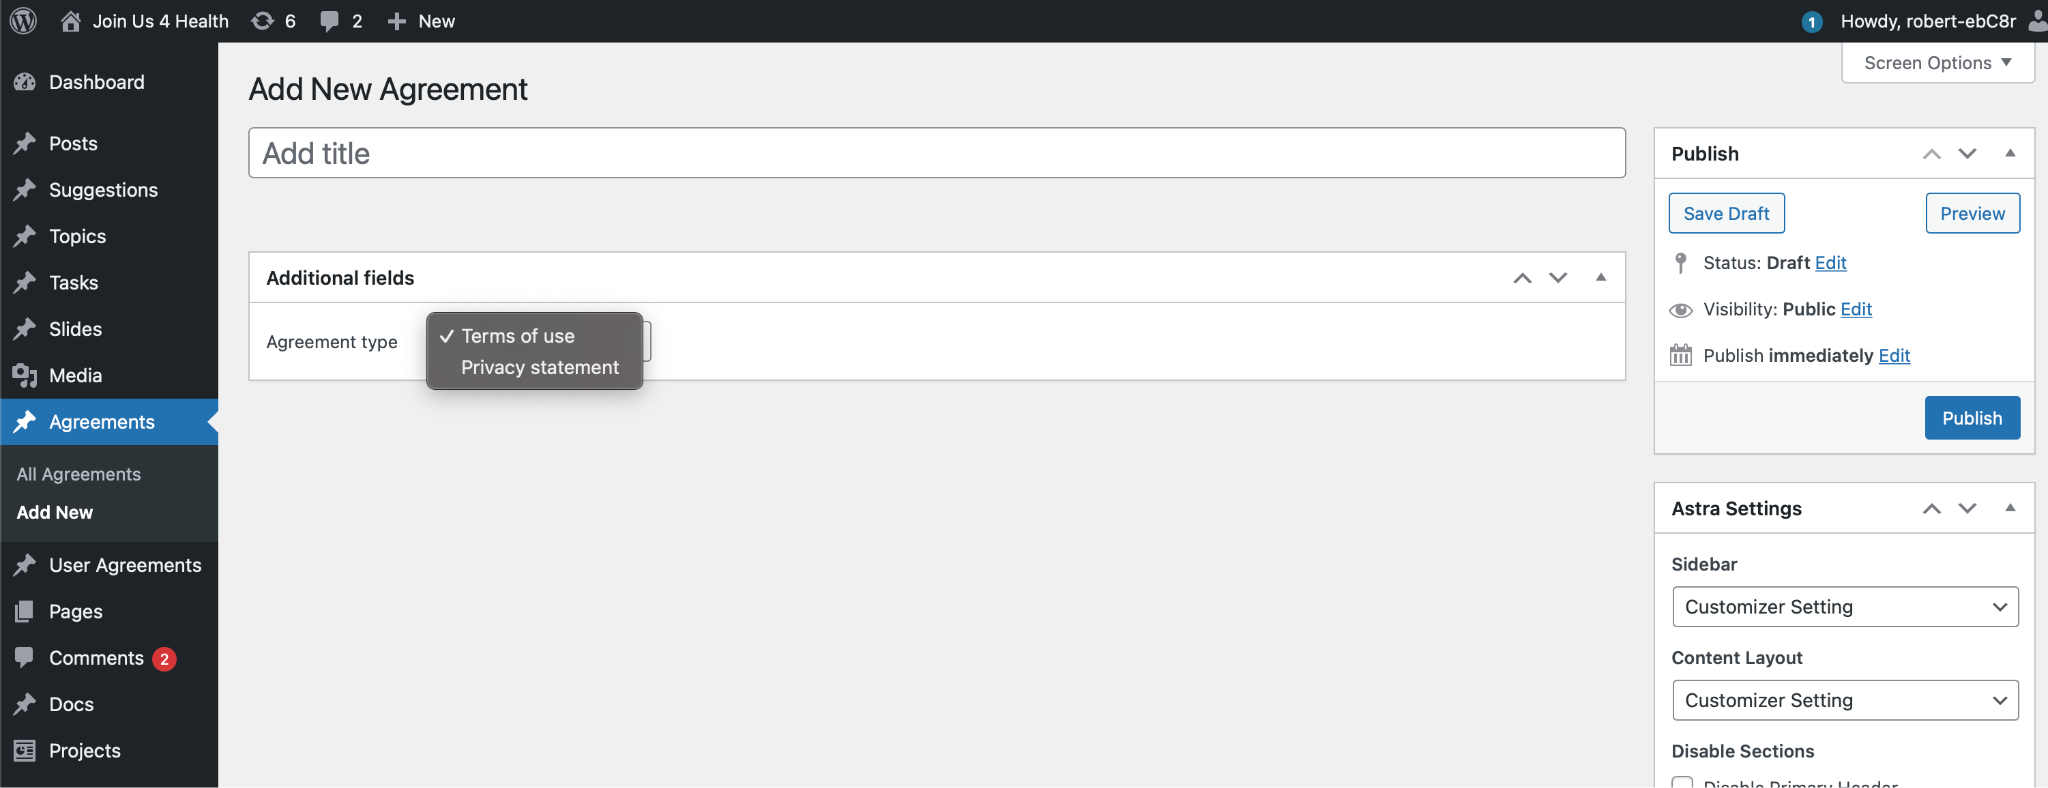 Join Us 4 Health 6 2 New 1 Howdy, robert-ebC8r
Screen Options
Dashboard
Posts
Suggestions
Topics
Tasks
Slides
Media
Agreements
All Agreements
Add New
User Agreements
Pages
Comments 2
Docs
Projects
Add New Agreement
Add title
Additional fields
Agreement type
Terms of use
Privacy statement
Publish
Save Draft Preview
Status: Draft Edit
Visibility: Public Edit
Publish immediately Edit
Publish
Astra Settings
Sidebar
Customizer Setting
Content Layout
Customizer Setting
Disable Sections
Disable Primary Header